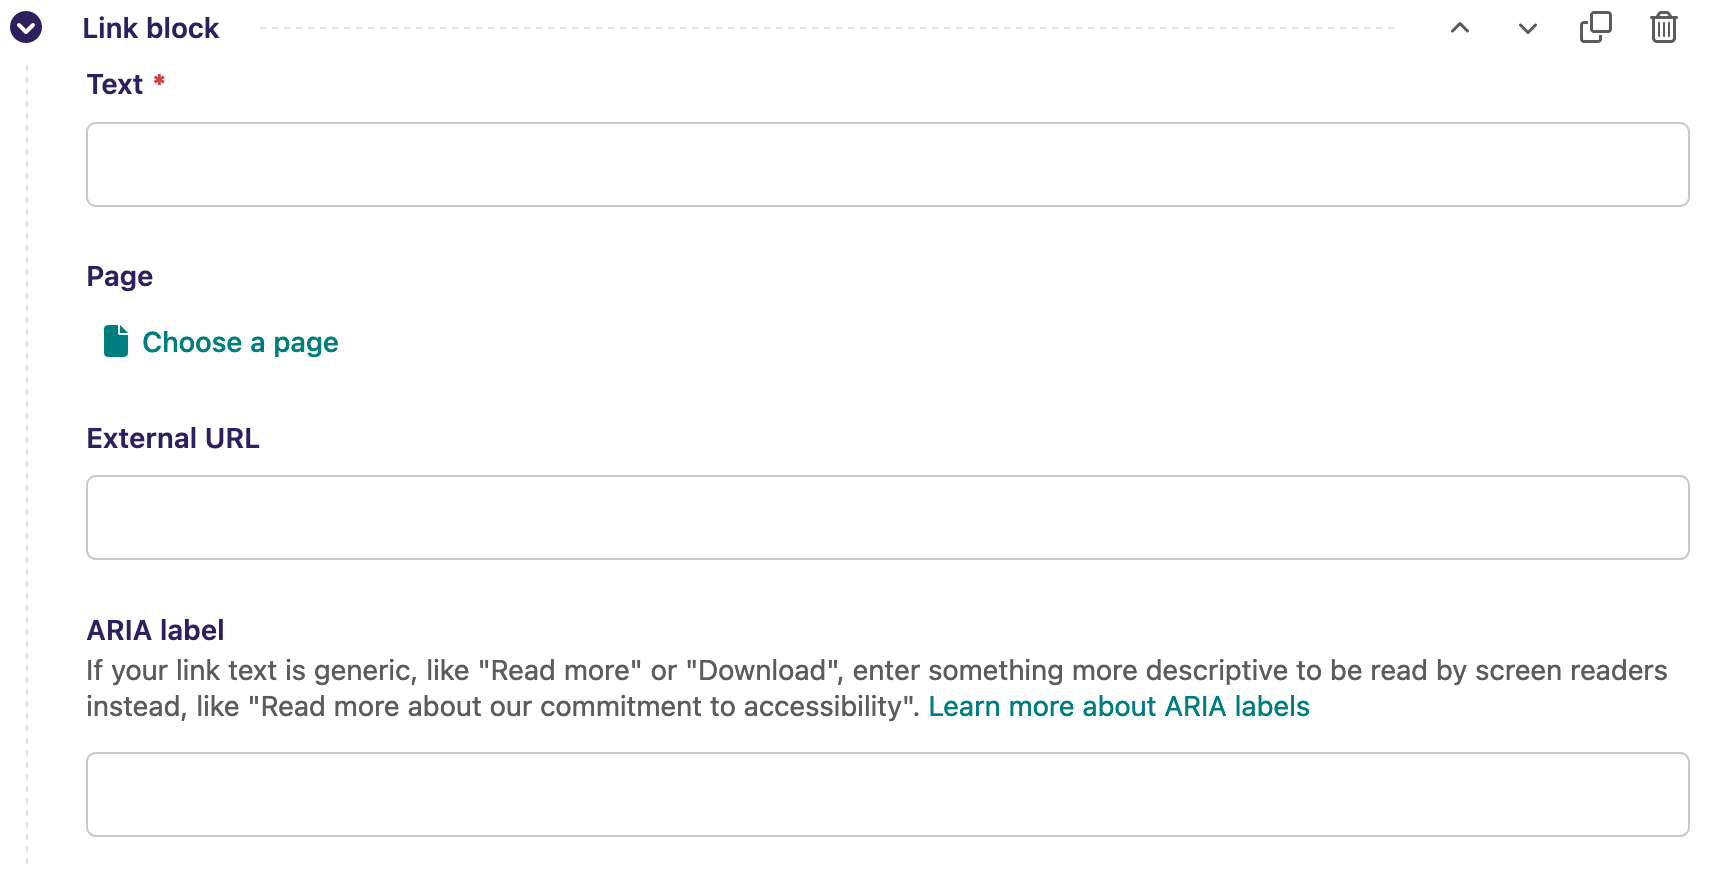 Link block
Text *
Page
Choose a page
External URL
ARIA label
If your link text is generic, like "Read more" or "Download", enter something more descriptive to be read by screen readers
instead, like "Read more about our commitment to accessibility". Learn more about ARIA labels